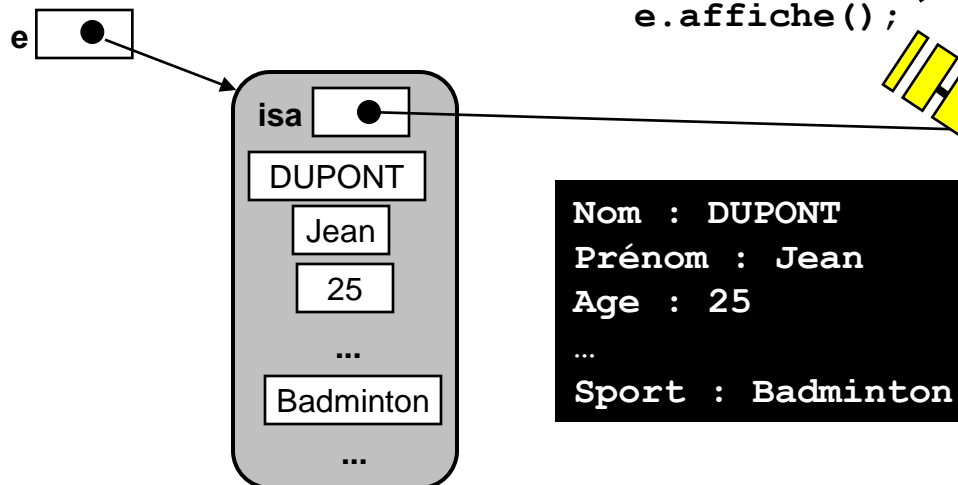 e.affiche();
e
isa
DUPONT
Jean
25
...
Badminton
...
Nom : DUPONT
Prénom : Jean
Age : 25
…
Sport : Badminton